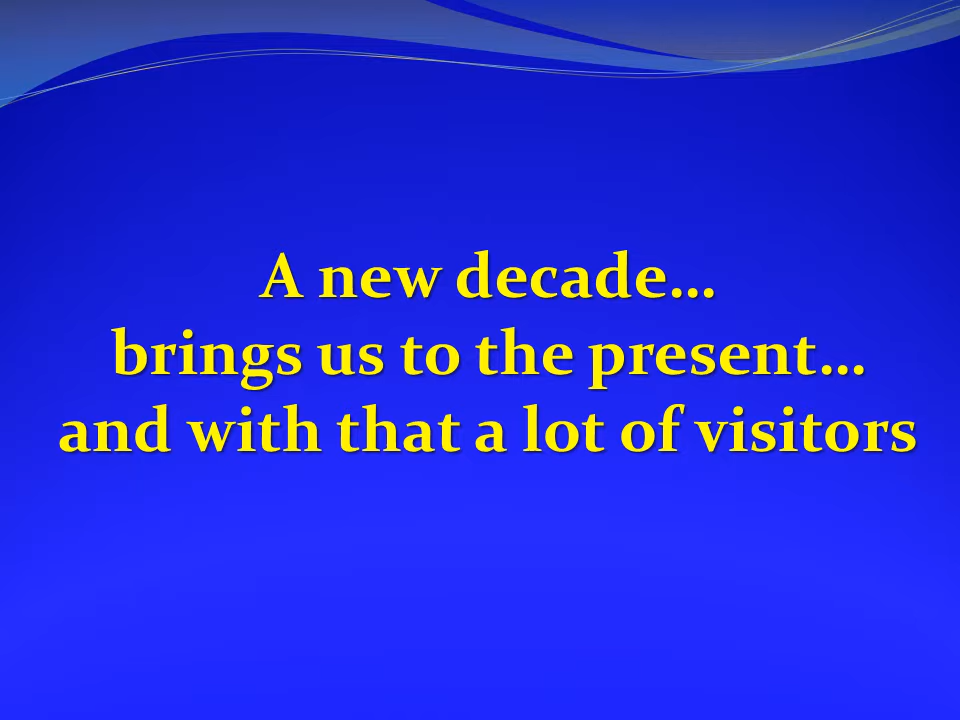 A new decade…
brings us to the present…
and with that a lot of visitors